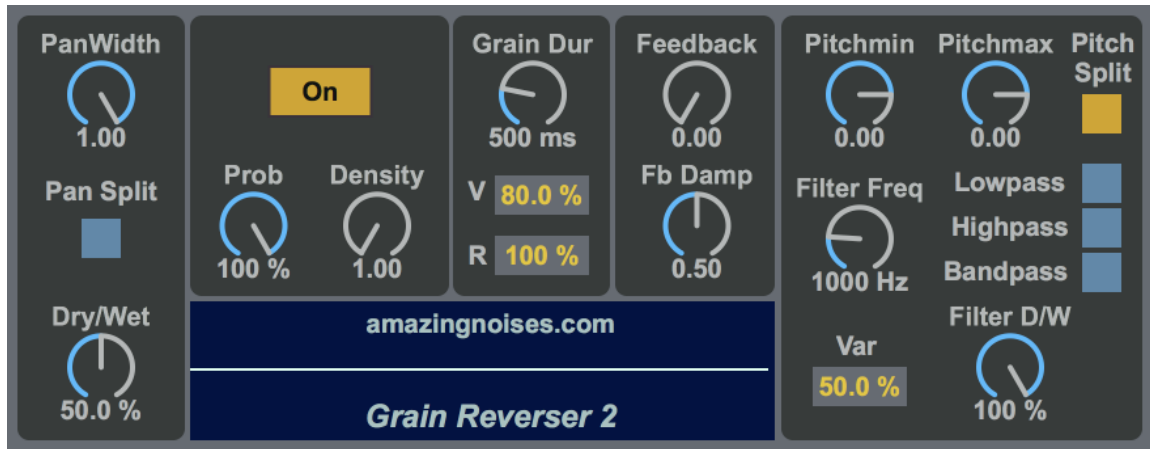 PanWidth
1.00
Pan Split
Dry/Wet
50.0 %
On
Prob
100 %
Density
1.00
Grain Dur
500 ms
V 80.0 %
R 100 %
Feedback
0.00
Fb Damp
0.50
amazingnoises.com
Grain Reverser 2
Pitchmin
0.00
Pitchmax
0.00
Pitch
Split
Filter Freq
1000 Hz
Lowpass
Highpass
Bandpass
Var
50.0 %
Filter D/W
100 %